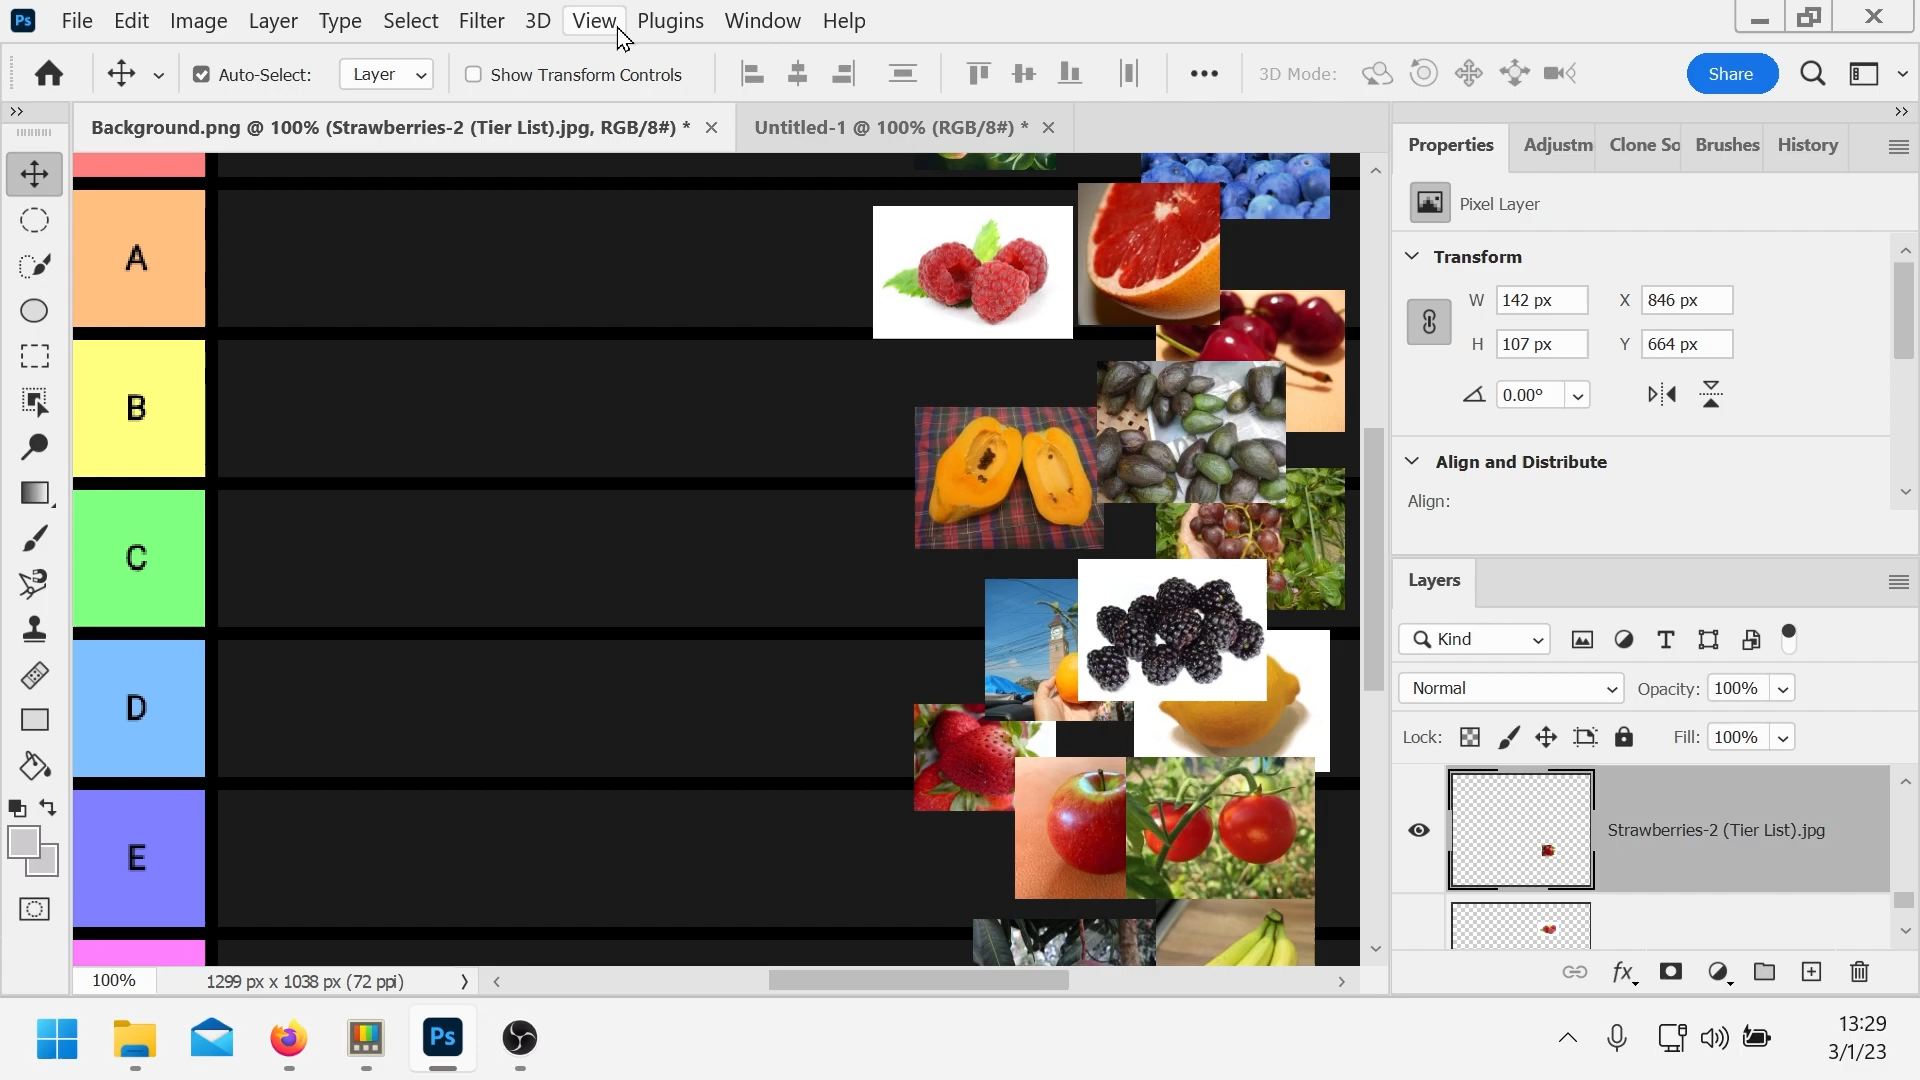 Ps File Edit Image Layer Type Select Filter 3D View Plugins Window Help
Auto-Select: Layer Show Transform Controls 3D Mode: Share
Background.png @ 100% (Strawberries-2 (Tier List).jpg, RGB/8#) * Untitled-1 @ 100% (RGB/8#) *
Properties Adjustm Clone So Brushes History
Pixel Layer
Transform
W 142 px X 846 px
H 107 px Y 664 px
0.00°
Align and Distribute
Align:
A
B
C
D
E
Layers
Kind
Normal Opacity: 100%
Lock: Fill: 100%
Strawberries-2 (Tier List).jpg
100% 1299 px x 1038 px (72 ppi)
Ps
13:29
3/1/23